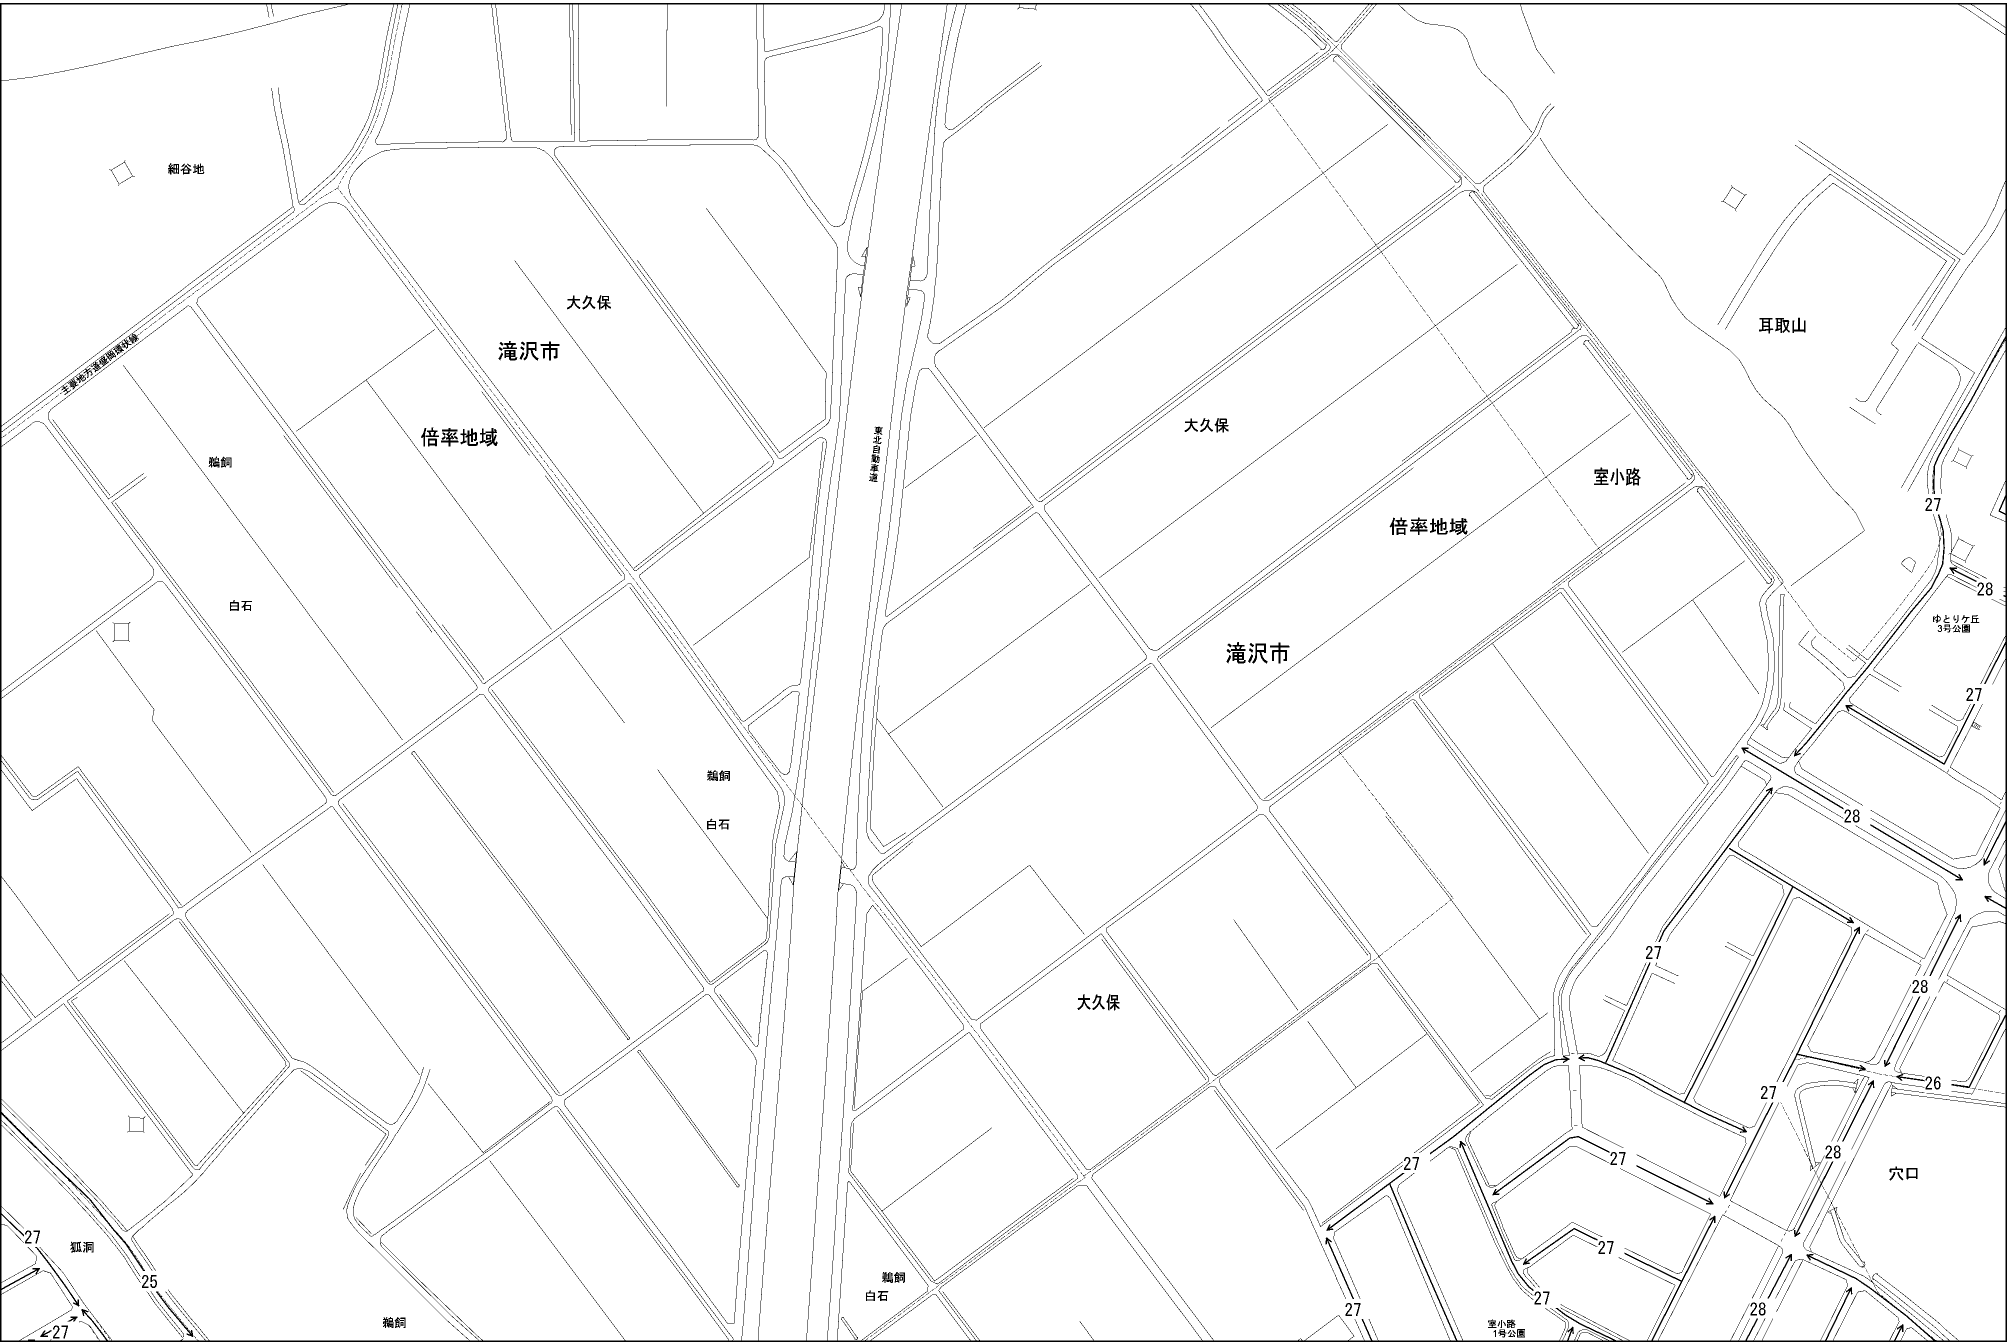 細谷地
大久保
耳取山
滝沢市
主要地方道盛岡環状線
倍率地域
大久保
東北自動車道
鵜飼
室小路
27
倍率地域
28
白石
ゆとりケ丘
3号公園
滝沢市
27
鵜飼
28
白石
27
28
大久保
26
27
28
27
27
穴口
27
狐洞
27
25
鵜飼
白石
27
27
28
鵜飼
室小路
1号公園
27